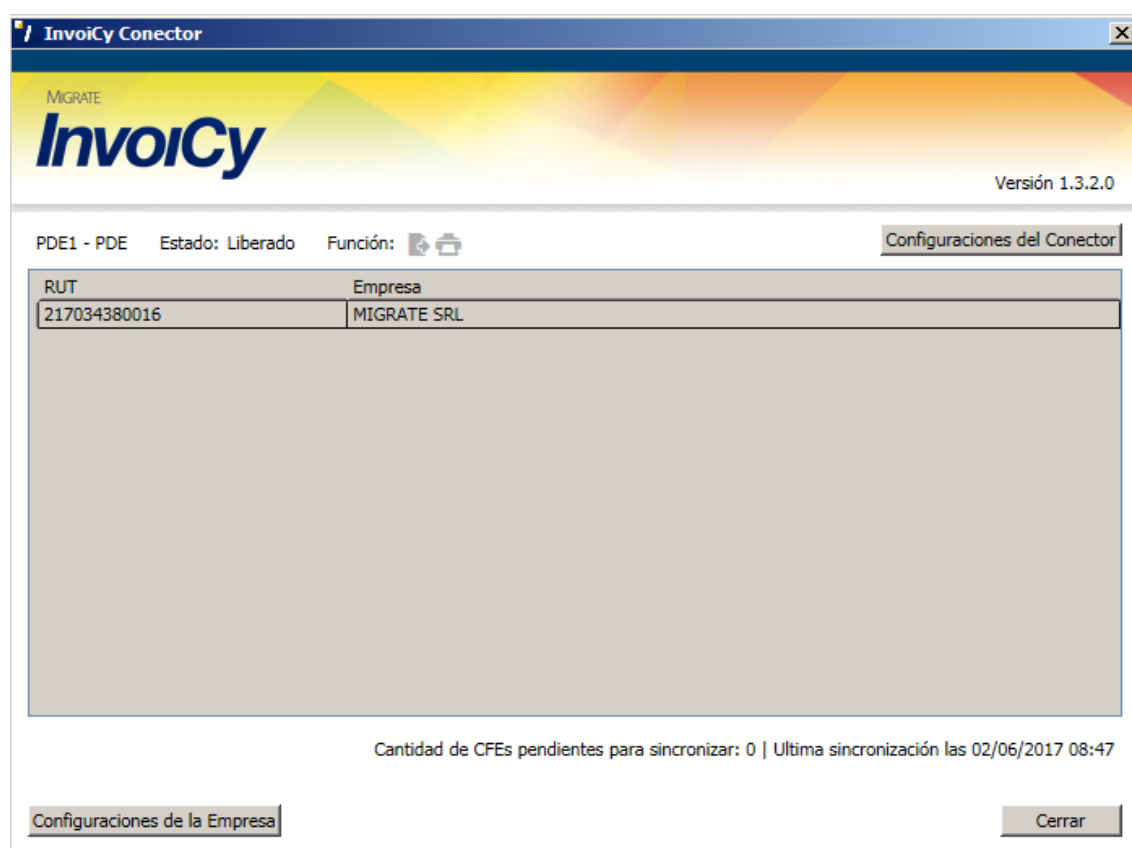 InvoiCy Conector
MIGRATE
InvoiCy
Versión 1.3.2.0
PDE1 - PDE Estado: Liberado Función: Configuraciones del Conector
RUT Empresa
217034380016 MIGRATE SRL
Cantidad de CFEs pendientes para sincronizar: 0 | Ultima sincronización las 02/06/2017 08:47
Configuraciones de la Empresa Cerrar